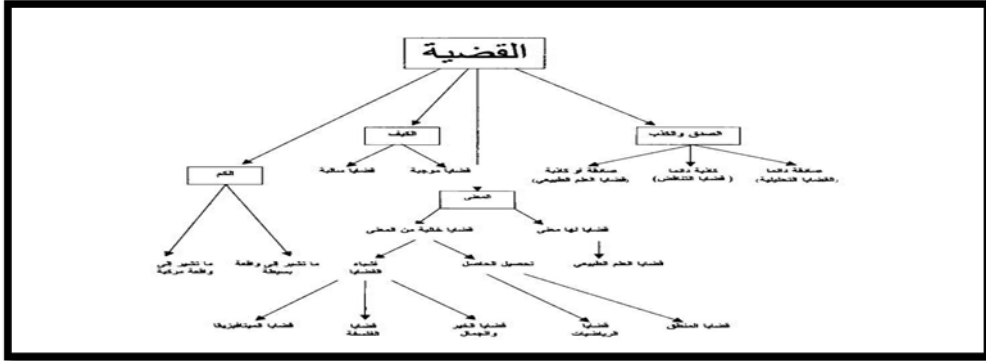 القضية
الصدق والكذب
الكيف
الكم
صادقة دائما
(القضايا التحليلية)
كاذبة دائما
(قضايا التناقض)
صادقة أو كاذبة
(قضايا العلم الطبيعي)
قضايا موجبة
قضايا سالبة
المعنى
قضايا لها معنى
قضايا خالية من المعنى
قضايا العلم الطبيعي
تحصيل الحاصل
أشباه
القضايا
ما تشير إلى واقعة
بسيطة
ما تشير إلى
واقعة مركبة
قضايا المنطق
قضايا
الرياضيات
قضايا الخير
والجمال
قضايا
الفلسفة
قضايا الميتافيزيقا